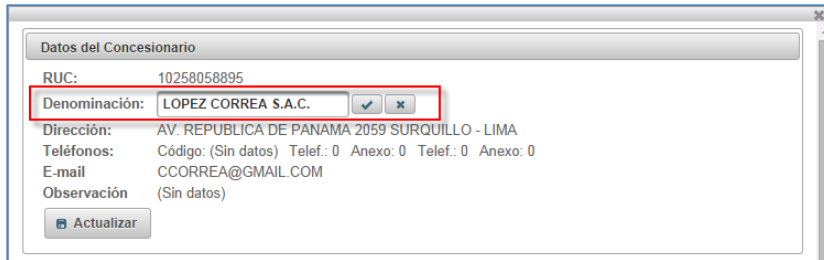 Datos del Concesionario
RUC: 10258058895
Denominación: LOPEZ CORREA S.A.C.
Dirección: AV. REPUBLICA DE PANAMA 2059 SURQUILLO - LIMA
Teléfonos: Código: (Sin datos) Telef.: 0 Anexo: 0 Telef.: 0 Anexo: 0
E-mail CCORREA@GMAIL.COM
Observación (Sin datos)
Actualizar